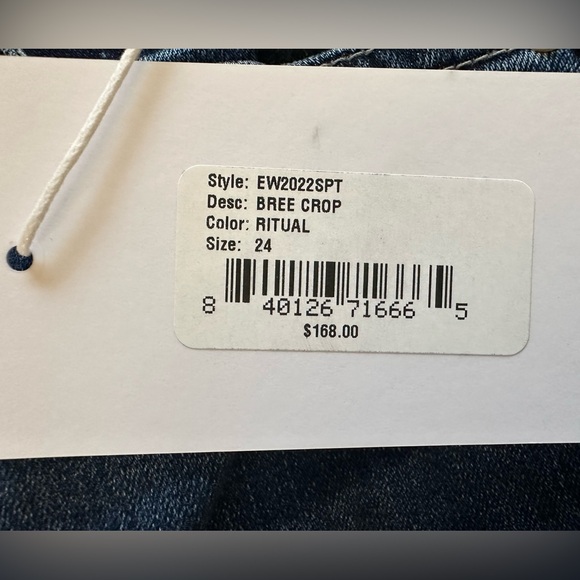 Style: EW2022SPT
Desc: BREE CROP
Color: RITUAL
Size: 24
8 40126 71666 5
$168.00